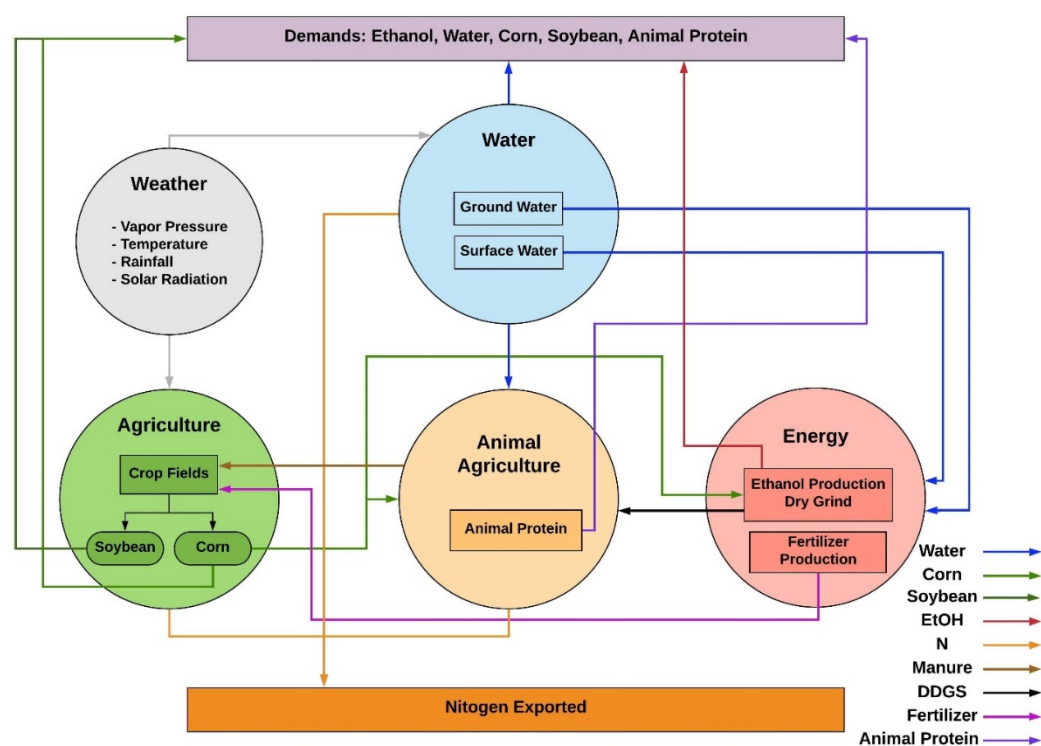 Demands: Ethanol, Water, Corn, Soybean, Animal Protein
Water
Weather
- Vapor Pressure
- Temperature
- Rainfall
- Solar Radiation
Ground Water
Surface Water
Agriculture
Crop Fields
Soybean
Corn
Animal
Agriculture
Animal Protein
Energy
Ethanol Production
Dry Grind
Fertilizer
Production
Water
Corn
Soybean
EtOH
N
Manure
DDGS
Fertilizer
Animal Protein
Nitogen Exported